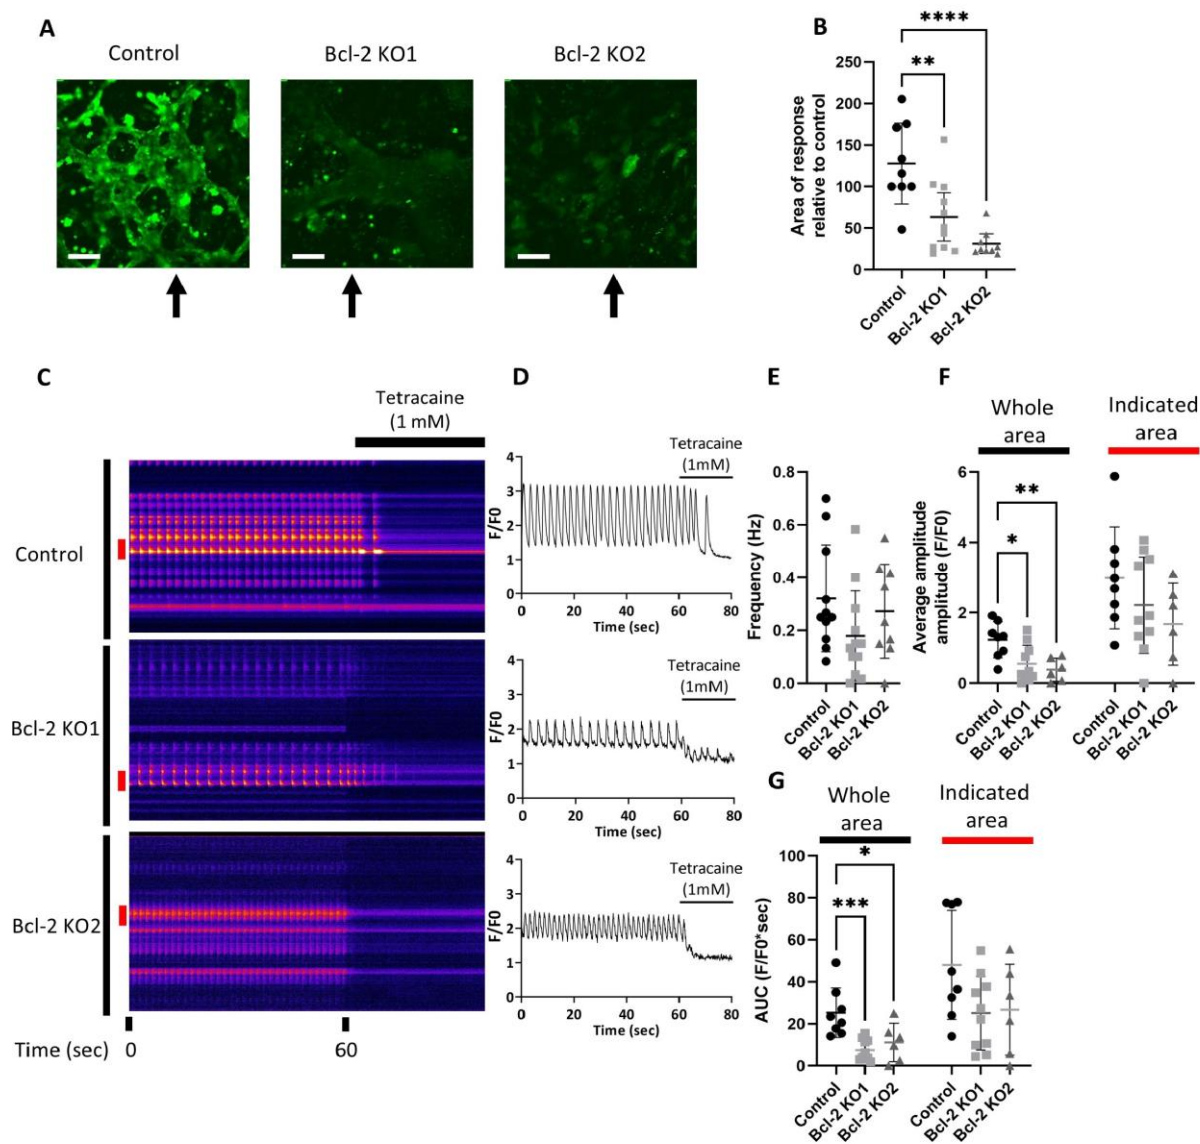 A
Control
Bcl-2 KO1
Bcl-2 KO2
B
****
**
250
200
150
100
50
0
Area of response
relative to control
Control
Bcl-2 KO1
Bcl-2 KO2
C
Tetracaine
(1 mM)
Control
Bcl-2 KO1
Bcl-2 KO2
Time (sec)
0
60
D
Tetracaine
(1mM)
F/F0
4
3
2
1
0
0 20 40 60 80
Time (sec)
Tetracaine
(1mM)
F/F0
4
3
2
1
0
0 20 40 60 80
Time (sec)
Tetracaine
(1mM)
F/F0
4
3
2
1
0
0 20 40 60 80
Time (sec)
E
Frequency (Hz)
0.8
0.6
0.4
0.2
0.0
Control
Bcl-2 KO1
Bcl-2 KO2
F
Whole
area
Indicated
area
**
*
Average amplitude
amplitude (F/F0)
6
4
2
0
Control
Bcl-2 KO1
Bcl-2 KO2
Control
Bcl-2 KO1
Bcl-2 KO2
G
Whole
area
Indicated
area
*
***
AUC (F/F0*sec)
100
80
60
40
20
0
Control
Bcl-2 KO1
Bcl-2 KO2
Control
Bcl-2 KO1
Bcl-2 KO2